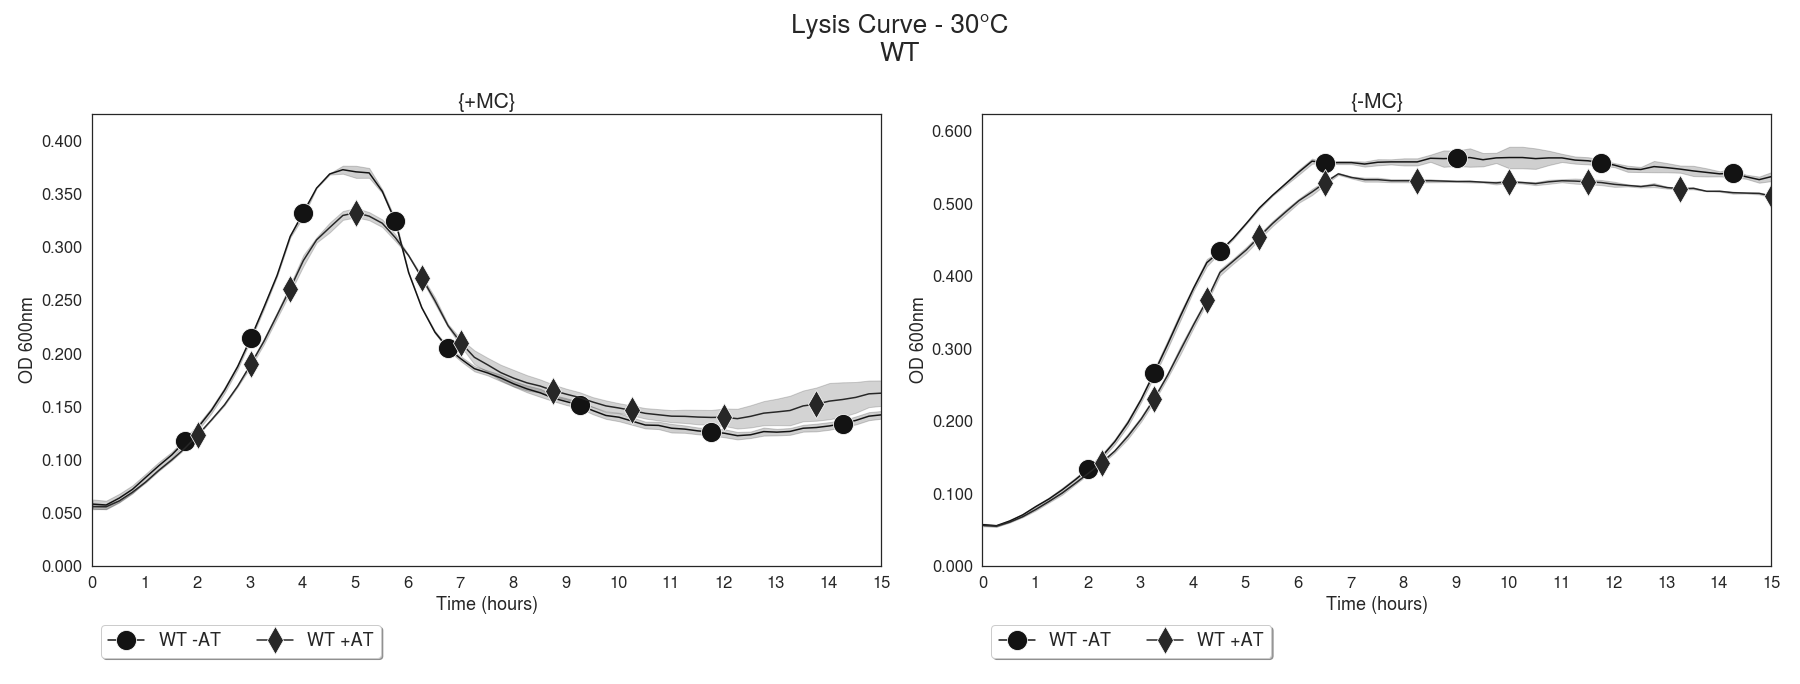 Lysis Curve - 30°C
WT
{+MC}
0.400
0.350
0.300
0.250
0.200
0.150
0.100
0.050
0.000
OD 600nm
0 1 2 3 4 5 6 7 8 9 10 11 12 13 14 15
Time (hours)
WT -AT WT +AT
{-MC}
0.600
0.500
0.400
0.300
0.200
0.100
0.000
OD 600nm
0 1 2 3 4 5 6 7 8 9 10 11 12 13 14 15
Time (hours)
WT -AT WT +AT